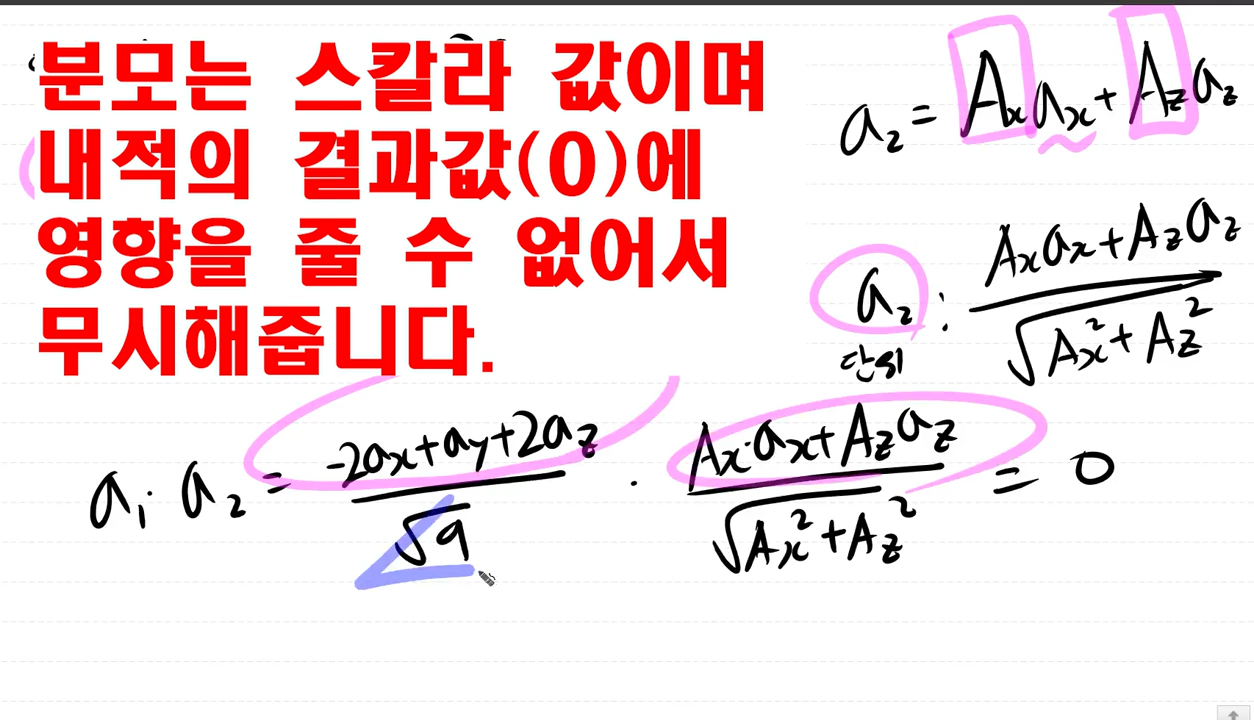 분모는 스칼라 값이며
내적의 결과값(0)에
영향을 줄 수 없어서
무시해줍니다.
a₂ = Aₓaₓ + A_z a_z
a₂ : (Aₓaₓ + A_z a_z) / √(Aₓ² + A_z²)
단위
a₁ · a₂ = (-2aₓ + a_y + 2a_z) / √9 · (Aₓ·aₓ + A_z a_z) / √(Aₓ² + A_z²) = 0